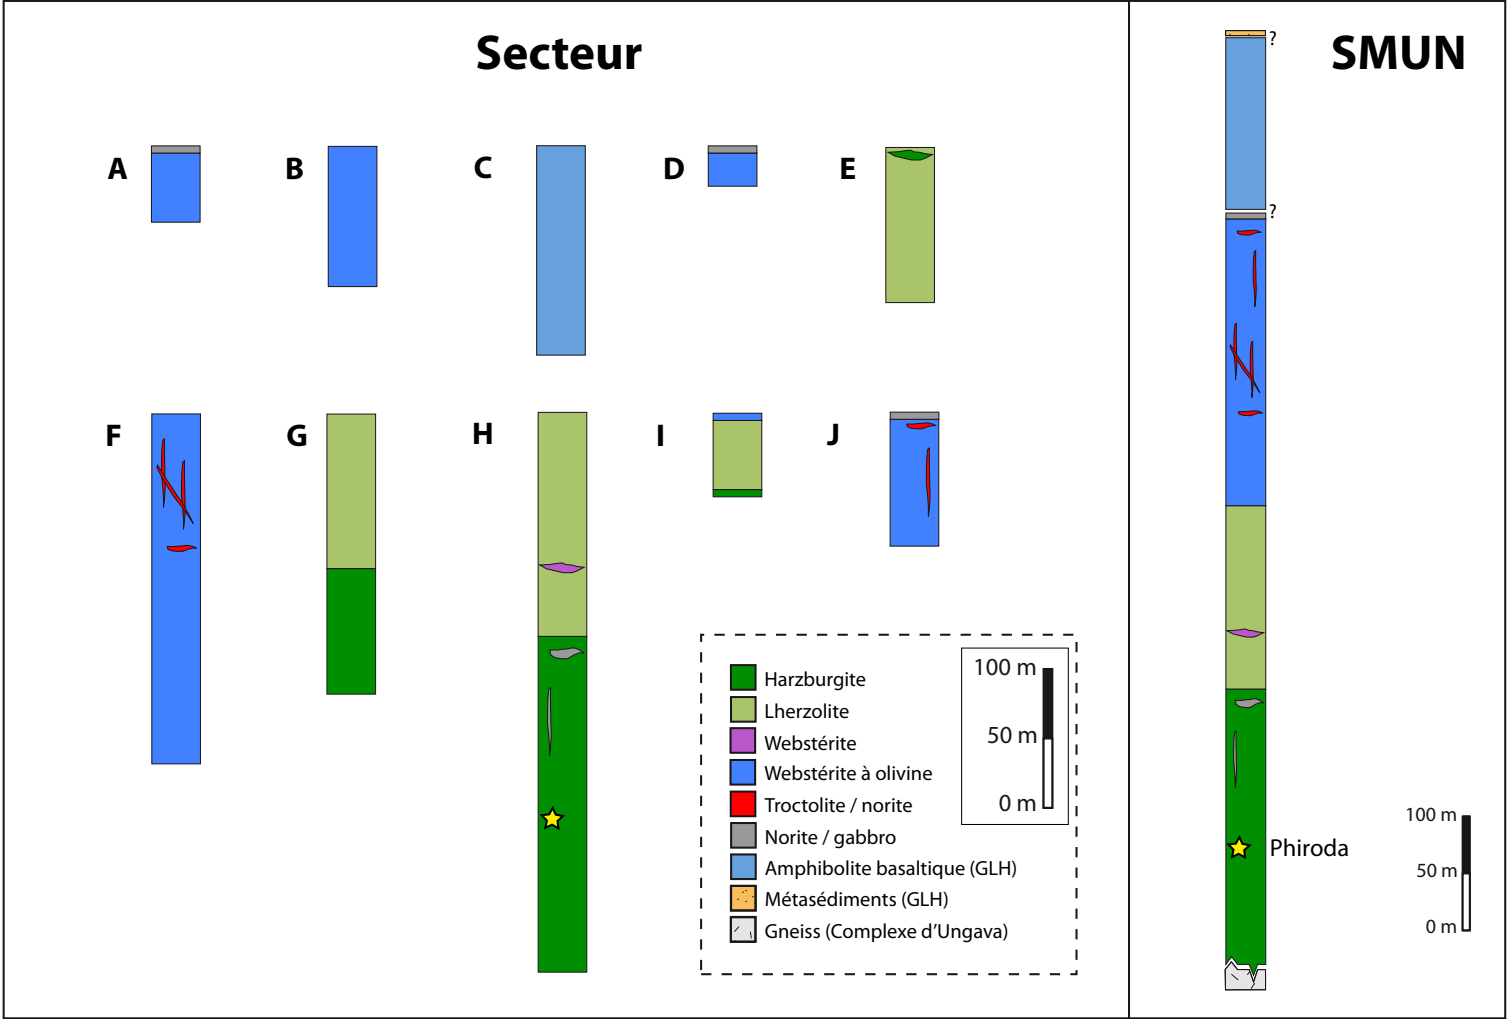 Secteur
SMUN
?
?
A
B
C
D
E
F
G
H
I
J
Harzburgite
Lherzolite
Webstérite
Webstérite à olivine
Troctolite / norite
Norite / gabbro
Amphibolite basaltique (GLH)
Métasédiments (GLH)
Gneiss (Complexe d'Ungava)
100 m
50 m
0 m
Phiroda
100 m
50 m
0 m